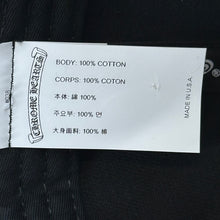 CHROME HEARTS
BODY: 100% COTTON
CORPS: 100% COTON
本体: 綿 100%
주요부: 100% 면
大身面料: 100% 棉
MADE IN U.S.A.